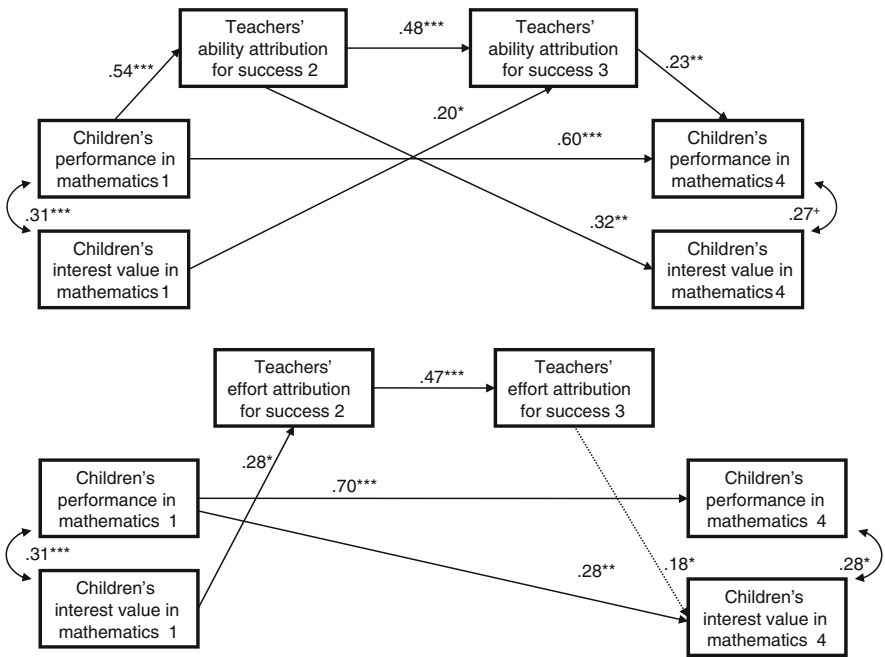 Teachers'
ability attribution
for success 2
.48***
Teachers'
ability attribution
for success 3
.54***
.23**
.20*
Children's
performance in
mathematics 1
.60***
Children's
performance in
mathematics 4
.31***
.27+
Children's
interest value in
mathematics 1
.32**
Children's
interest value in
mathematics 4
Teachers'
effort attribution
for success 2
.47***
Teachers'
effort attribution
for success 3
.28*
Children's
performance in
mathematics 1
.70***
Children's
performance in
mathematics 4
.31***
.28**
.18*
.28*
Children's
interest value in
mathematics 1
Children's
interest value in
mathematics 4